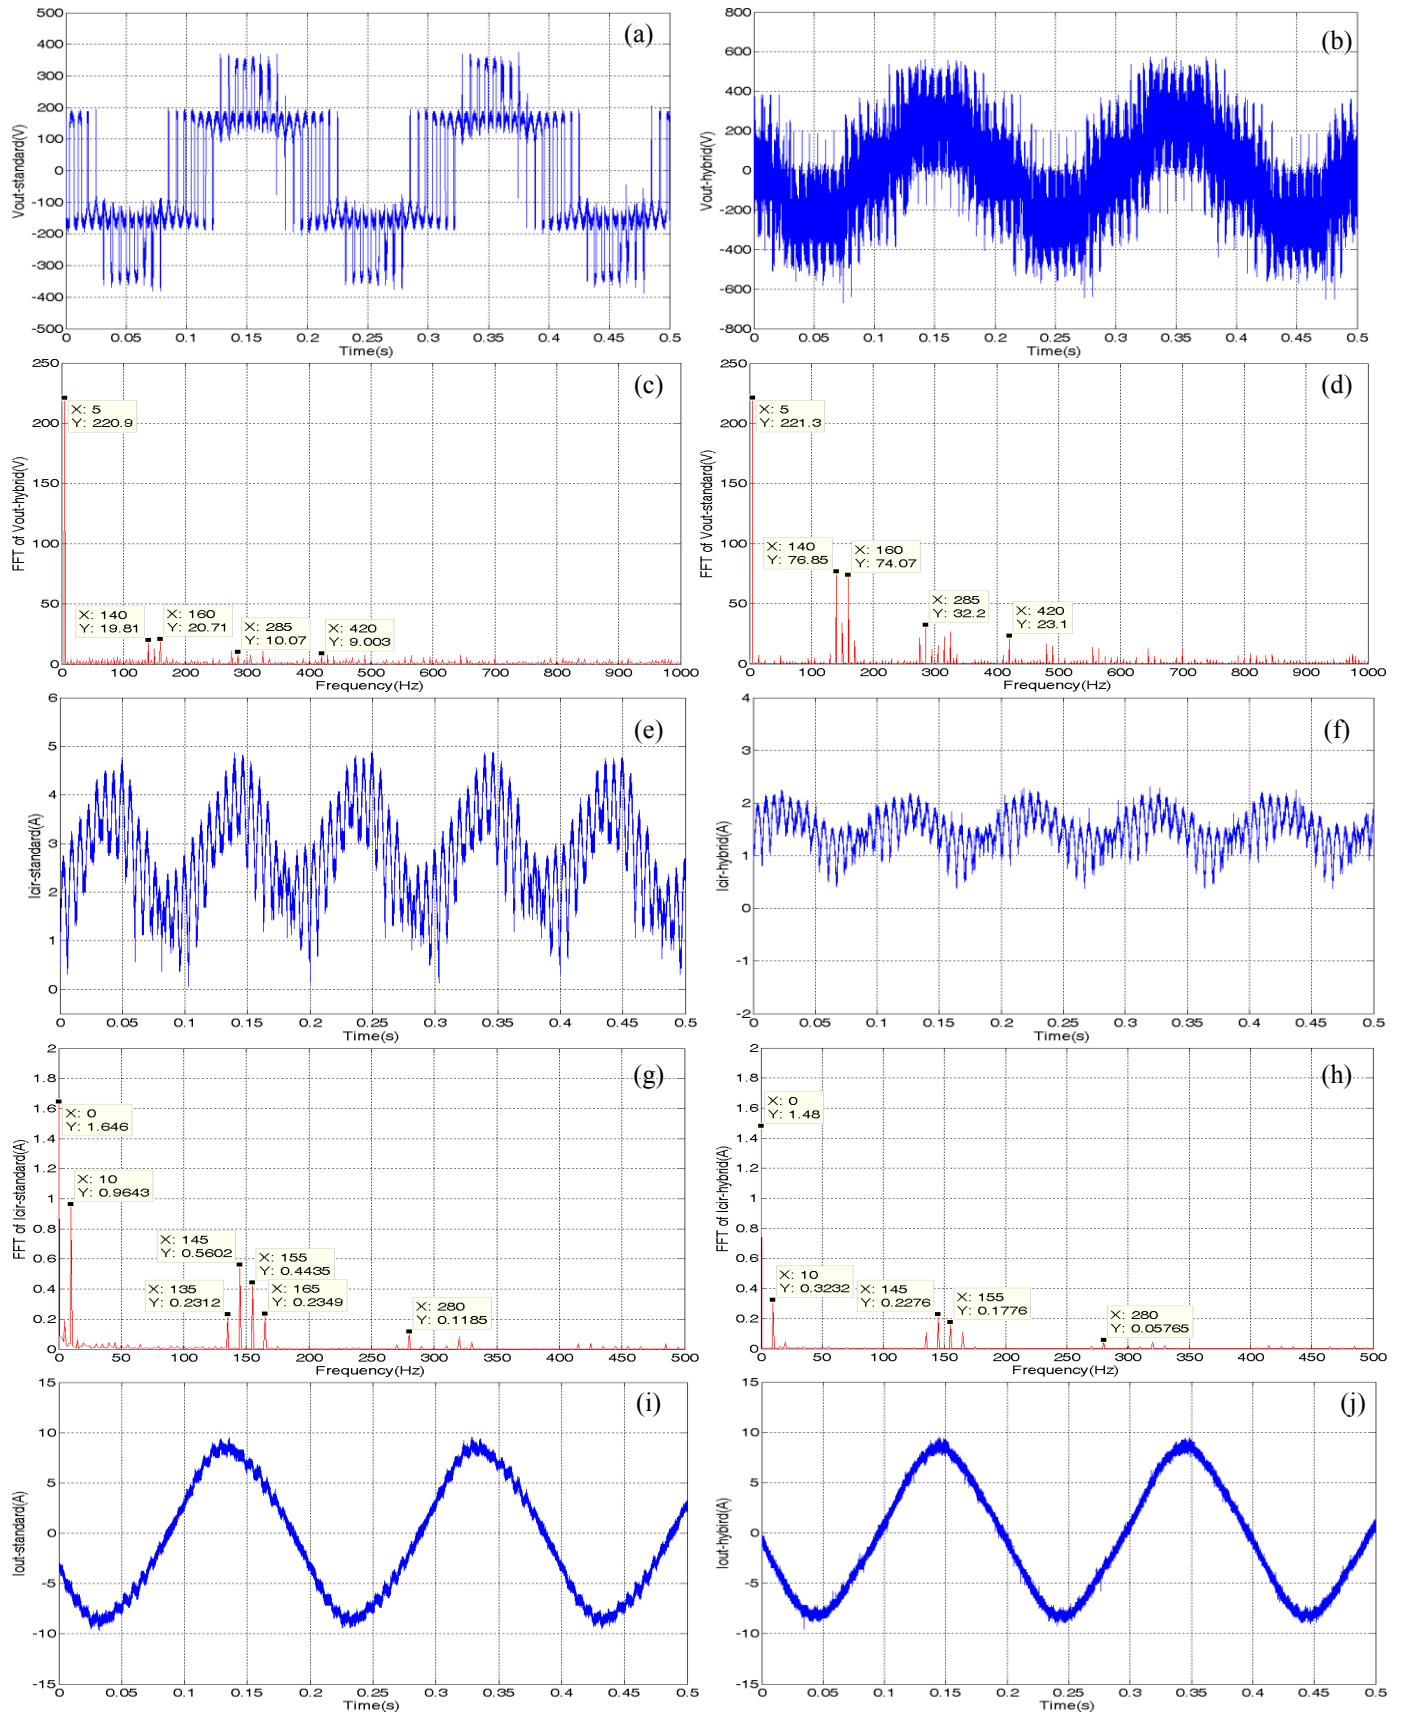 (a)
Vout-standard(V)
500
400
300
200
100
0
-100
-200
-300
-400
-500
0 0.05 0.1 0.15 0.2 0.25 0.3 0.35 0.4 0.45 0.5
Time(s)
(b)
Vout-hybrid(V)
800
600
400
200
0
-200
-400
-600
-800
0 0.05 0.1 0.15 0.2 0.25 0.3 0.35 0.4 0.45 0.5
Time(s)
(c)
FFT of Vout-hybrid(V)
250
200
150
100
50
0
X: 5
Y: 220.9
X: 140
Y: 19.81
X: 160
Y: 20.71
X: 285
Y: 10.07
X: 420
Y: 9.003
0 100 200 300 400 500 600 700 800 900 1000
Frequency(Hz)
(d)
FFT of Vout-standard(V)
250
200
150
100
50
0
X: 5
Y: 221.3
X: 140
Y: 76.85
X: 160
Y: 74.07
X: 285
Y: 32.2
X: 420
Y: 23.1
0 100 200 300 400 500 600 700 800 900 1000
Frequency(Hz)
(e)
Icir-standard(A)
6
5
4
3
2
1
0
0 0.05 0.1 0.15 0.2 0.25 0.3 0.35 0.4 0.45 0.5
Time(s)
(f)
Icir-hybrid(A)
4
3
2
1
0
-1
-2
0 0.05 0.1 0.15 0.2 0.25 0.3 0.35 0.4 0.45 0.5
Time(s)
(g)
FFT of Icir-standard(A)
2
1.8
1.6
1.4
1.2
1
0.8
0.6
0.4
0.2
0
X: 0
Y: 1.646
X: 10
Y: 0.9643
X: 145
Y: 0.5602
X: 155
Y: 0.4435
X: 135
Y: 0.2312
X: 165
Y: 0.2349
X: 280
Y: 0.1185
0 50 100 150 200 250 300 350 400 450 500
Frequency(Hz)
(h)
FFT of Icir-hybrid(A)
2
1.8
1.6
1.4
1.2
1
0.8
0.6
0.4
0.2
0
X: 0
Y: 1.48
X: 10
Y: 0.3232
X: 145
Y: 0.2276
X: 155
Y: 0.1776
X: 280
Y: 0.05765
0 50 100 150 200 250 300 350 400 450 500
Frequency(Hz)
(i)
Iout-standard(A)
15
10
5
0
-5
-10
-15
0 0.05 0.1 0.15 0.2 0.25 0.3 0.35 0.4 0.45 0.5
Time(s)
(j)
Iout-hybird(A)
15
10
5
0
-5
-10
-15
0 0.05 0.1 0.15 0.2 0.25 0.3 0.35 0.4 0.45 0.5
Time(s)